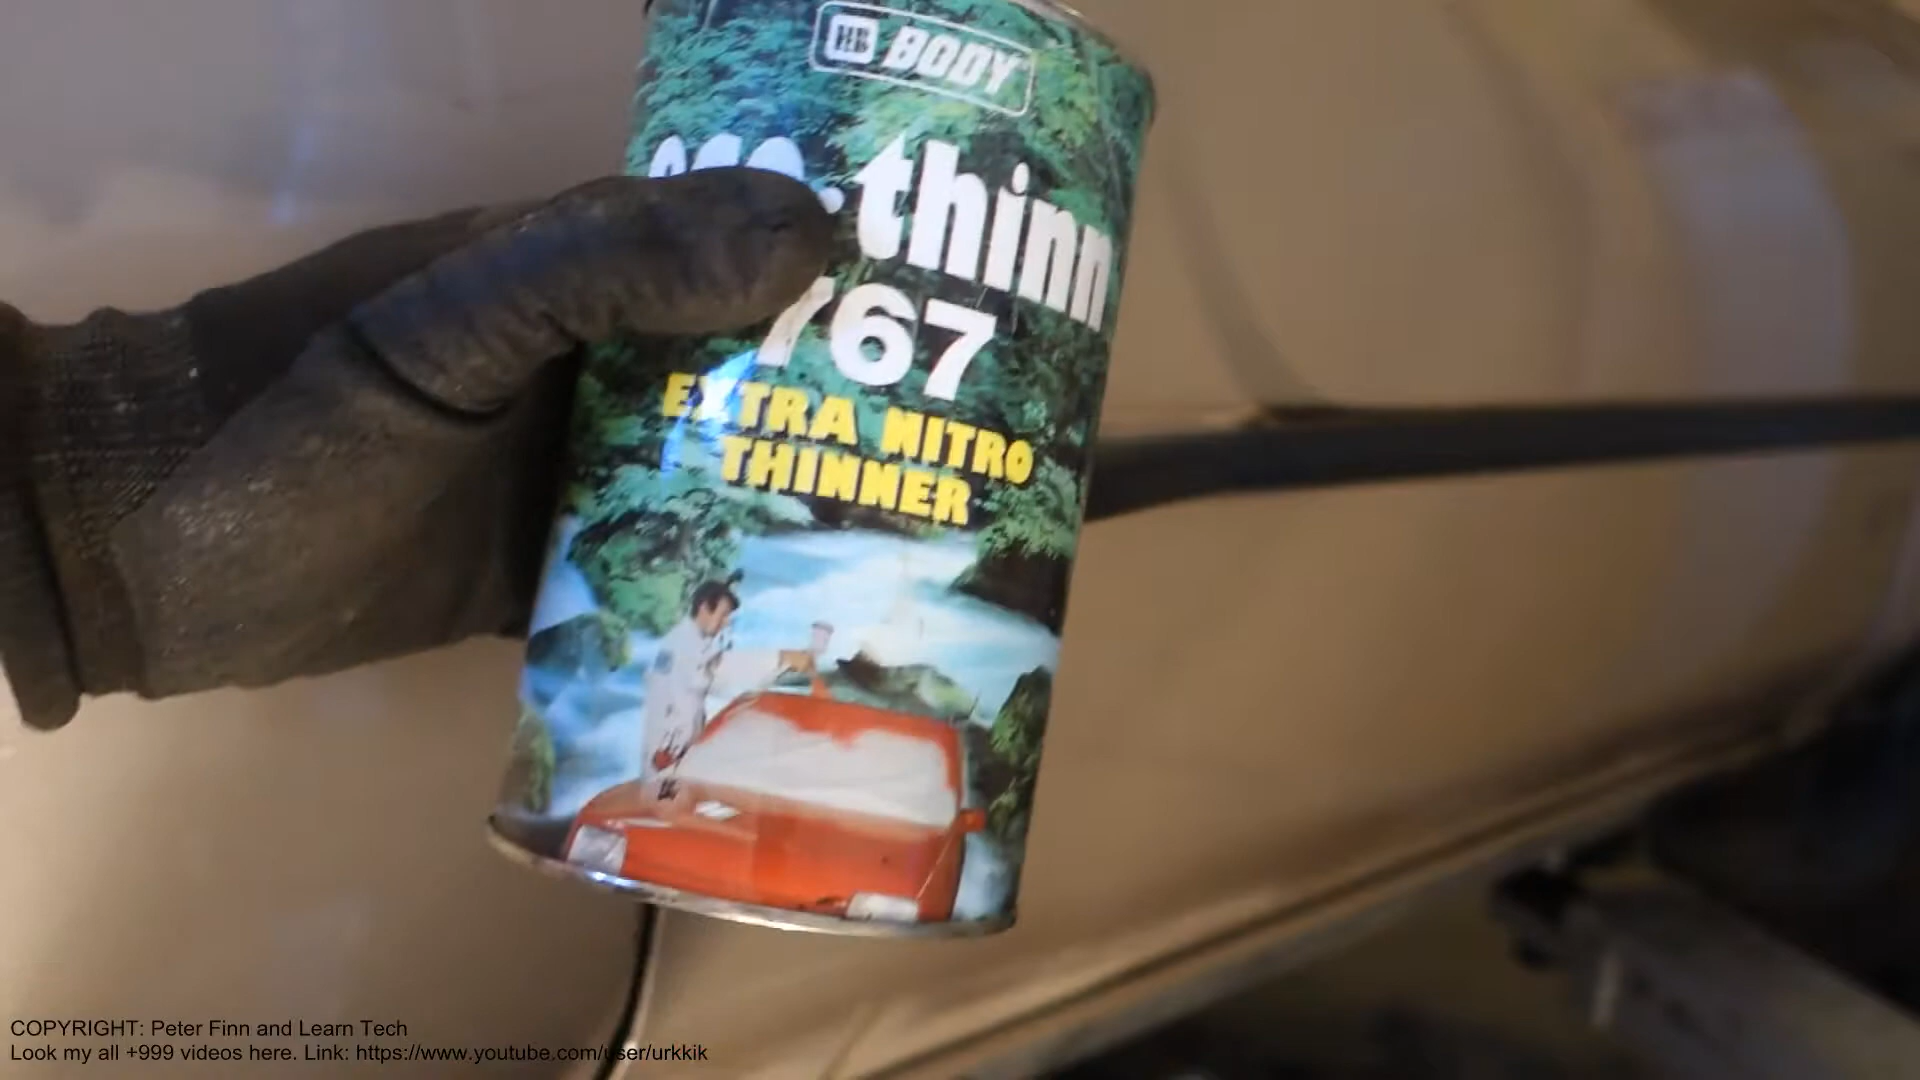 HB BODY
thinn
767
EXTRA NITRO
THINNER
COPYRIGHT: Peter Finn and Learn Tech
Look my all +999 videos here. Link: https://www.youtube.com/user/urkkik